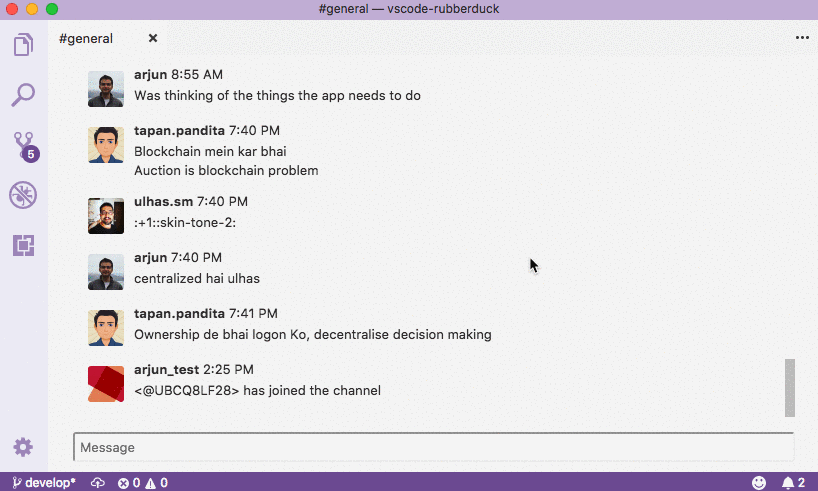 #general — vscode-rubberduck
#general
arjun 8:55 AM
Was thinking of the things the app needs to do
tapan.pandita 7:40 PM
Blockchain mein kar bhai
Auction is blockchain problem
ulhas.sm 7:40 PM
:+1::skin-tone-2:
arjun 7:40 PM
centralized hai ulhas
tapan.pandita 7:41 PM
Ownership de bhai logon Ko, decentralise decision making
arjun_test 2:25 PM
<@UBCQ8LF28> has joined the channel
Message
5
develop* 0 0 2